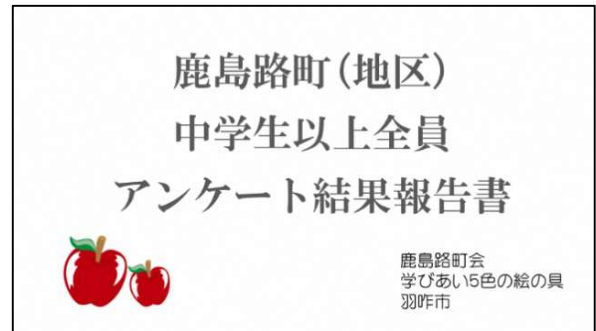 鹿島路町(地区)
中学生以上全員
アンケート結果報告書
鹿島路町会
学びあい5色の絵の具
羽咋市